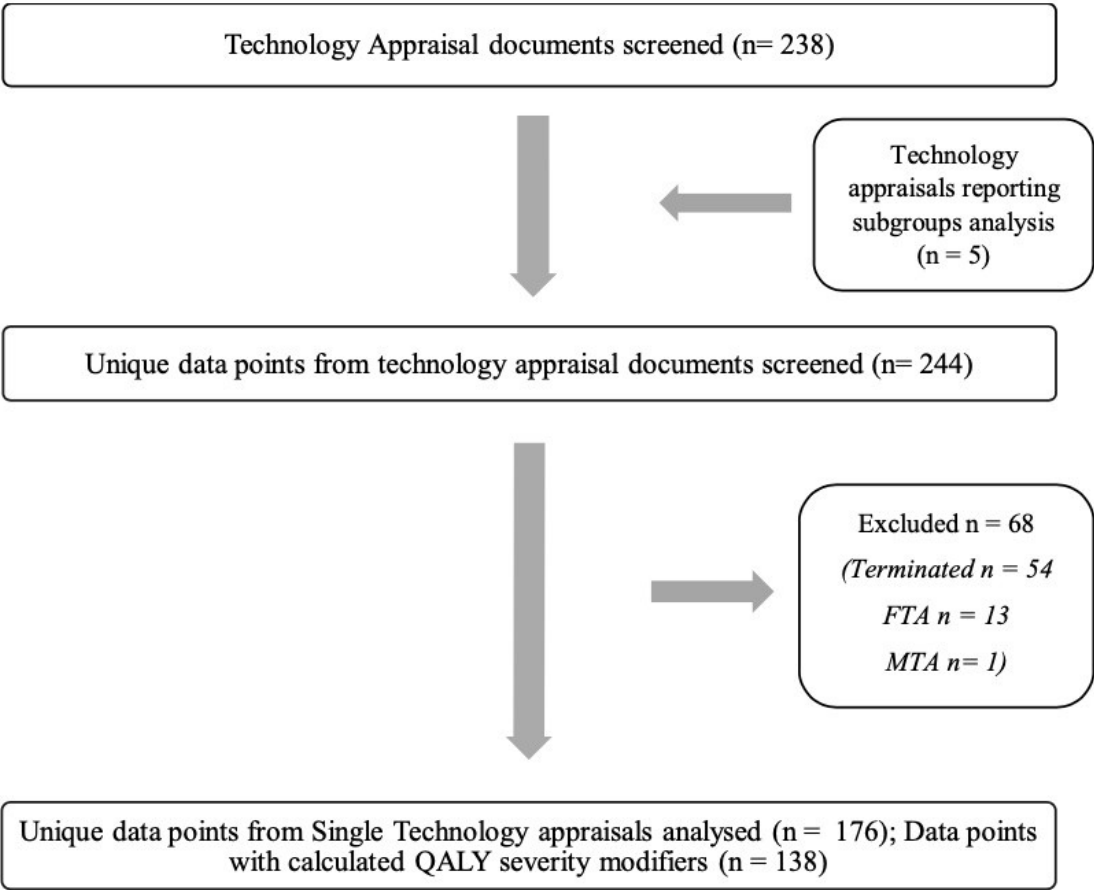 Technology Appraisal documents screened (n= 238)
Technology
appraisals reporting
subgroups analysis
(n = 5)
Unique data points from technology appraisal documents screened (n= 244)
Excluded n = 68
(Terminated n = 54
FTA n = 13
MTA n= 1)
Unique data points from Single Technology appraisals analysed (n =  176); Data points
with calculated QALY severity modifiers (n = 138)